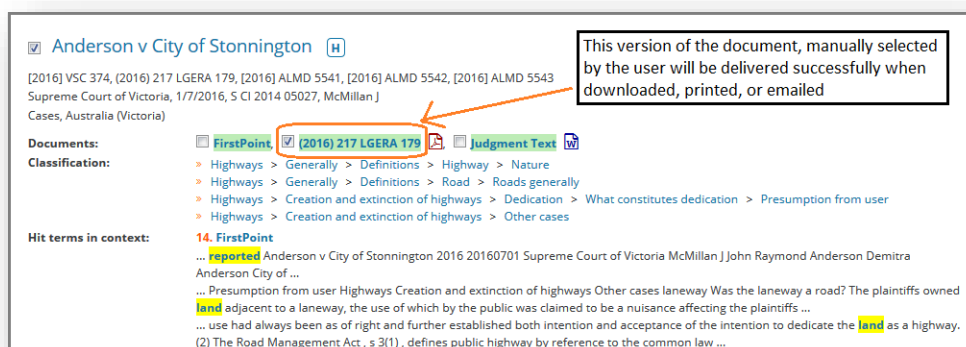 Anderson v City of Stonnington H
This version of the document, manually selected
by the user will be delivered successfully when
downloaded, printed, or emailed
[2016] VSC 374, (2016) 217 LGERA 179, [2016] ALMD 5541, [2016] ALMD 5542, [2016] ALMD 5543
Supreme Court of Victoria, 1/7/2016, S CI 2014 05027, McMillan J
Cases, Australia (Victoria)
Documents: FirstPoint, (2016) 217 LGERA 179, Judgment Text W
Classification: » Highways > Generally > Definitions > Highway > Nature
» Highways > Generally > Definitions > Road > Roads generally
» Highways > Creation and extinction of highways > Dedication > What constitutes dedication > Presumption from user
» Highways > Creation and extinction of highways > Other cases
Hit terms in context: 14. FirstPoint
... reported Anderson v City of Stonnington 2016 20160701 Supreme Court of Victoria McMillan J John Raymond Anderson Demitra
Anderson City of ...
... Presumption from user Highways Creation and extinction of highways Other cases laneway Was the laneway a road? The plaintiffs owned
land adjacent to a laneway, the use of which by the public was claimed to be a nuisance affecting the plaintiffs ...
... use had always been as of right and further established both intention and acceptance of the intention to dedicate the land as a highway.
(2) The Road Management Act , s 3(1) , defines public highway by reference to the common law ...